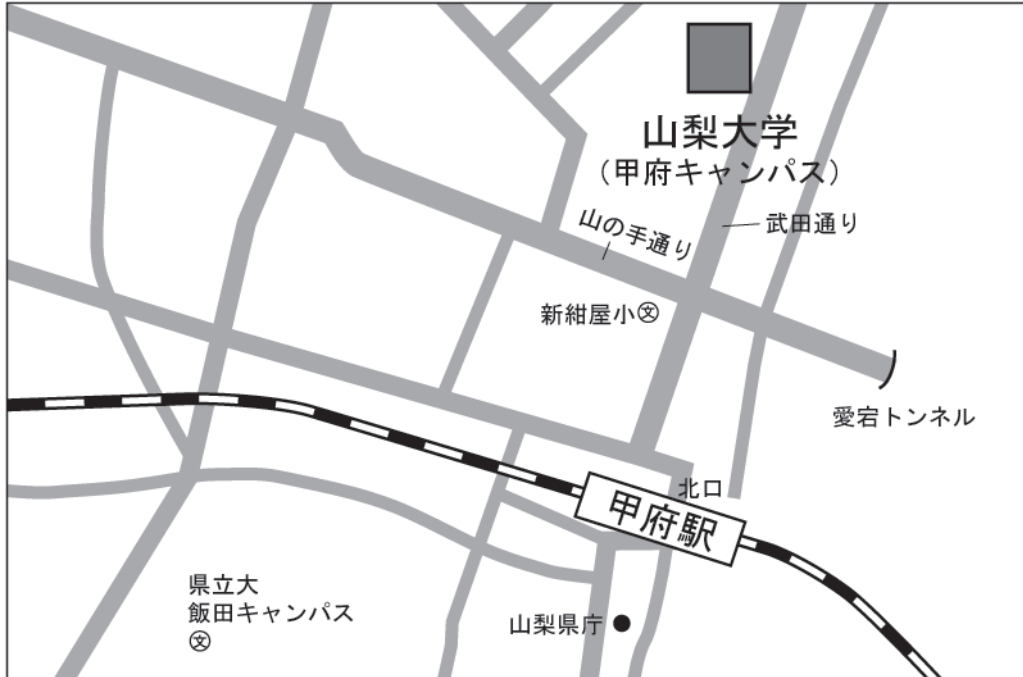 山梨大学
（甲府キャンパス）
山の手通り
武田通り
新紺屋小文
愛宕トンネル
北口
甲府駅
県立大
飯田キャンパス
文
山梨県庁